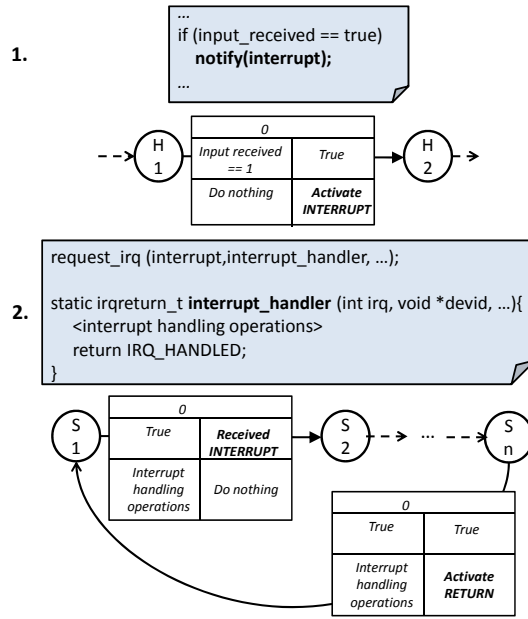 1.
...
if (input_received == true)
notify(interrupt);
...
H
1
0
Input received
== 1
True
Do nothing
Activate
INTERRUPT
H
2
2.
request_irq (interrupt,interrupt_handler, ...);
static irqreturn_t interrupt_handler (int irq, void *devid, ...){
<interrupt handling operations>
return IRQ_HANDLED;
}
S
1
0
True
Received
INTERRUPT
Interrupt
handling
operations
Do nothing
S
2
...
S
n
0
True
True
Interrupt
handling
operations
Activate
RETURN